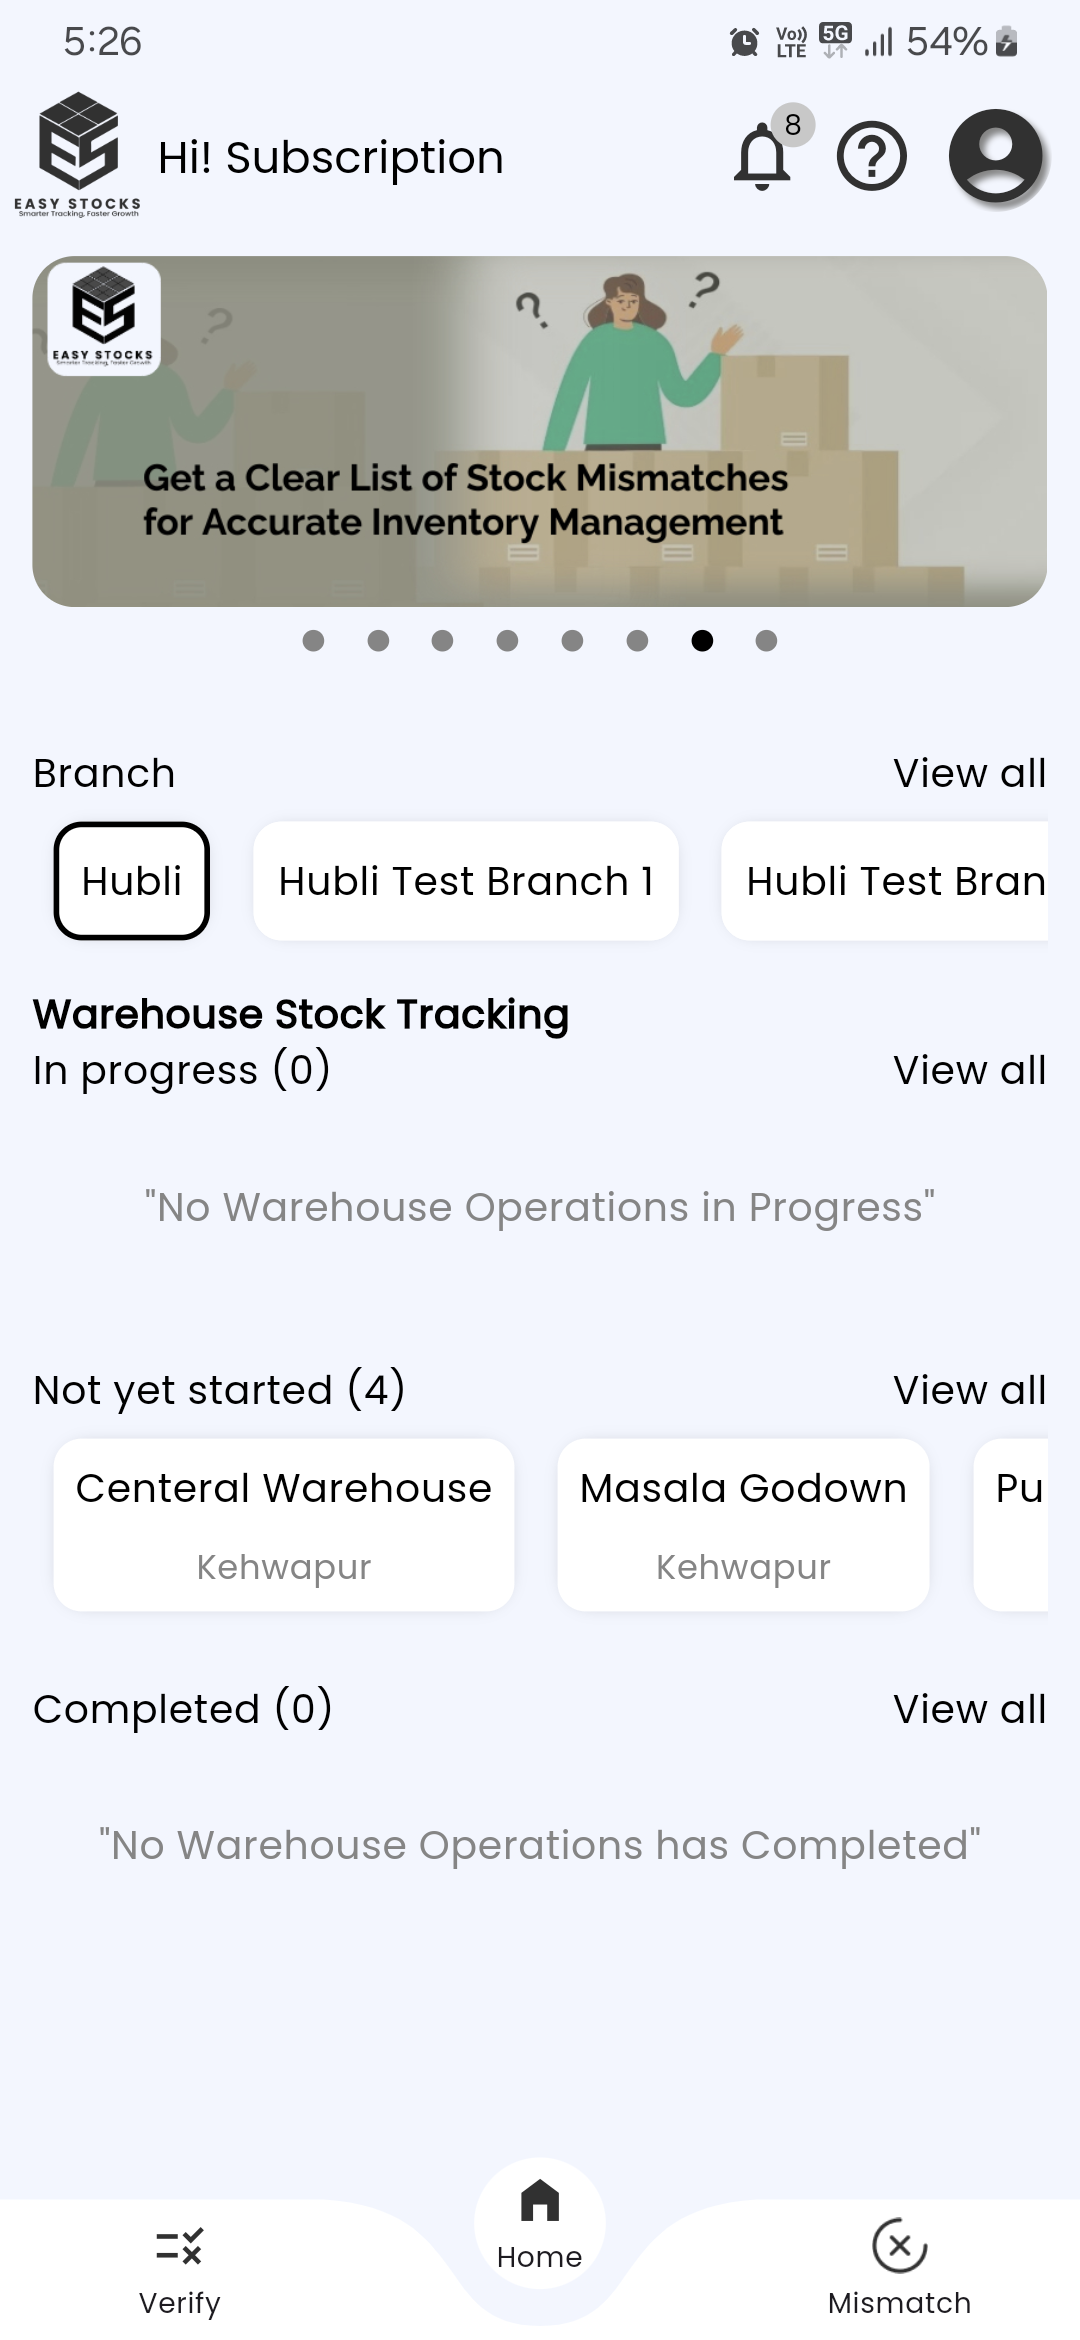 5:26
Vo)) LTE 5G 54%
Hi! Subscription
8
EASY STOCKS
Smarter Tracking, Faster Growth
EASY STOCKS
Smarter Tracking, Faster Growth
Get a Clear List of Stock Mismatches
for Accurate Inventory Management
Branch View all
Hubli Hubli Test Branch 1 Hubli Test Bran
Warehouse Stock Tracking
In progress (0) View all
"No Warehouse Operations in Progress"
Not yet started (4) View all
Centeral Warehouse Masala Godown Pu
Kehwapur Kehwapur
Completed (0) View all
"No Warehouse Operations has Completed"
Home
Verify Mismatch